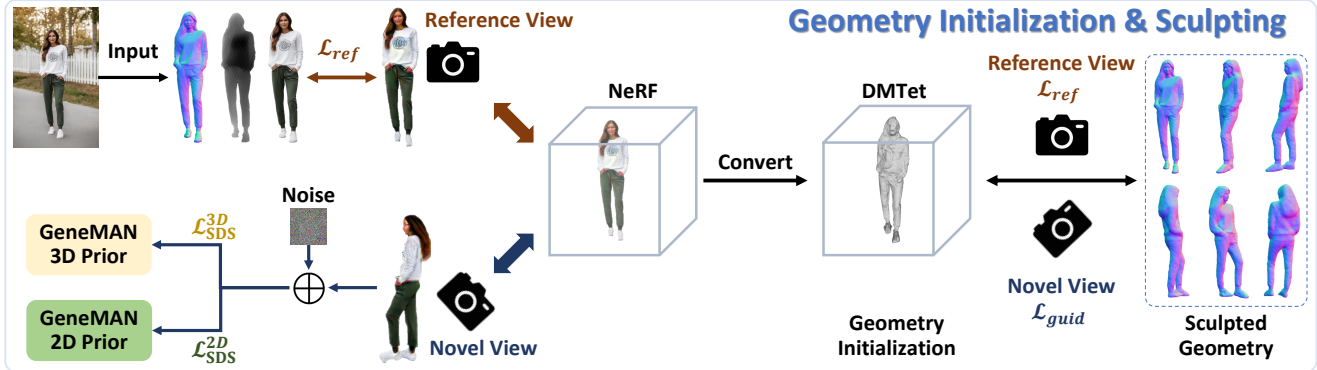 Geometry Initialization & Sculpting
Input
ℒ_ref
Reference View
NeRF
Convert
DMTet
Reference View
ℒ_ref
Noise
GeneMAN
3D Prior
ℒ_SDS^3D
GeneMAN
2D Prior
ℒ_SDS^2D
Novel View
Geometry
Initialization
Novel View
ℒ_guid
Sculpted
Geometry